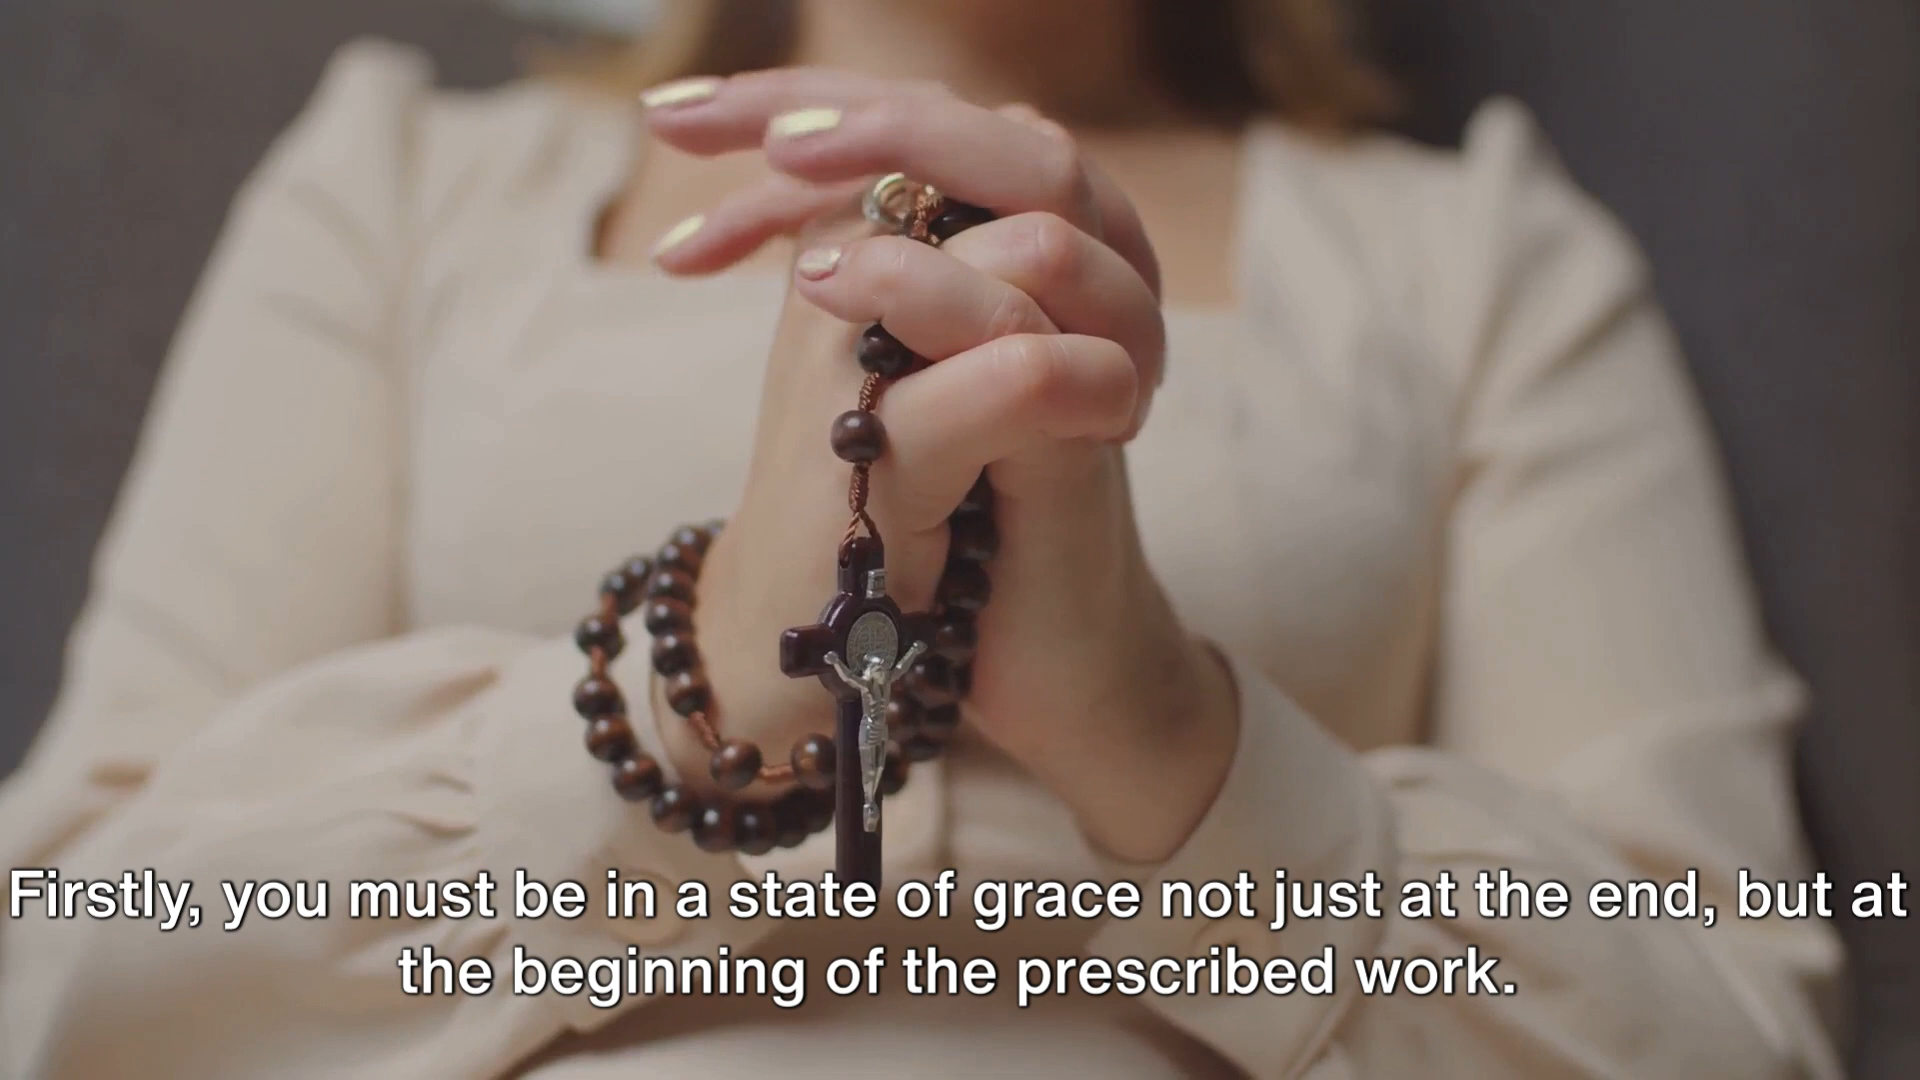 Firstly, you must be in a state of grace not just at the end, but at
the beginning of the prescribed work.